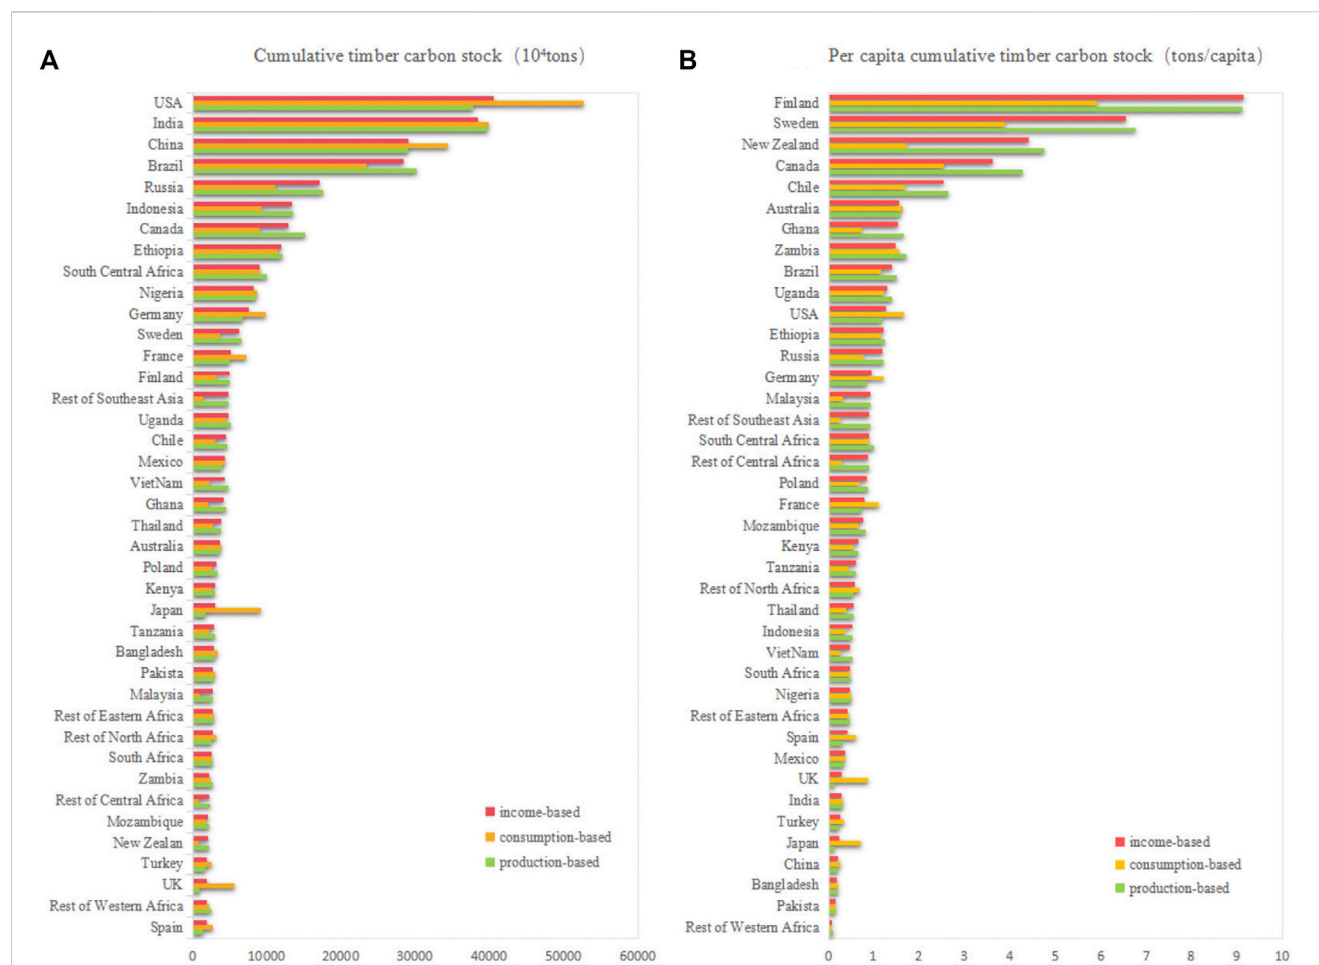 A
Cumulative timber carbon stock (10⁴tons)
USA
India
China
Brazil
Russia
Indonesia
Canada
Ethiopia
South Central Africa
Nigeria
Germany
Sweden
France
Finland
Rest of Southeast Asia
Uganda
Chile
Mexico
VietNam
Ghana
Thailand
Australia
Poland
Kenya
Japan
Tanzania
Bangladesh
Pakista
Malaysia
Rest of Eastern Africa
Rest of North Africa
South Africa
Zambia
Rest of Central Africa
Mozambique
New Zealan
Turkey
UK
Rest of Western Africa
Spain
income-based
consumption-based
production-based
0 10000 20000 30000 40000 50000 60000
B
Per capita cumulative timber carbon stock (tons/capita)
Finland
Sweden
New Zealand
Canada
Chile
Australia
Ghana
Zambia
Brazil
Uganda
USA
Ethiopia
Russia
Germany
Malaysia
Rest of Southeast Asia
South Central Africa
Rest of Central Africa
Poland
France
Mozambique
Kenya
Tanzania
Rest of North Africa
Thailand
Indonesia
VietNam
South Africa
Nigeria
Rest of Eastern Africa
Spain
Mexico
UK
India
Turkey
Japan
China
Bangladesh
Pakista
Rest of Western Africa
income-based
consumption-based
production-based
0 1 2 3 4 5 6 7 8 9 10